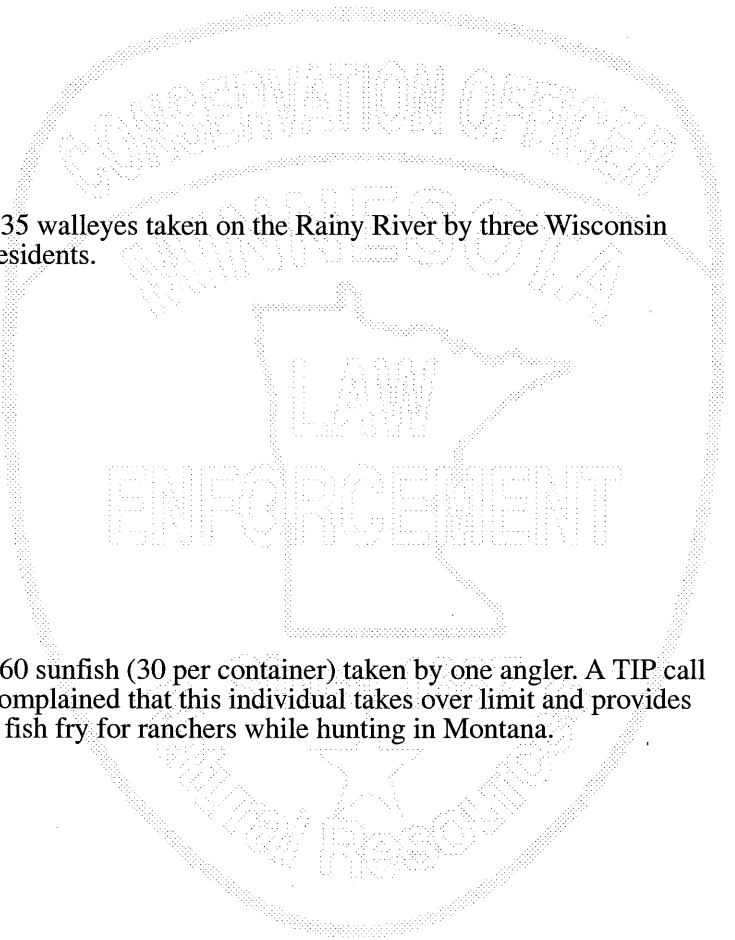 CONSERVATION OFFICER
MINNESOTA
35 walleyes taken on the Rainy River by three Wisconsin
esidents.
LAW
ENFORCEMENT
60 sunfish (30 per container) taken by one angler. A TIP call
omplained that this individual takes over limit and provides
fish fry for ranchers while hunting in Montana.
Resources